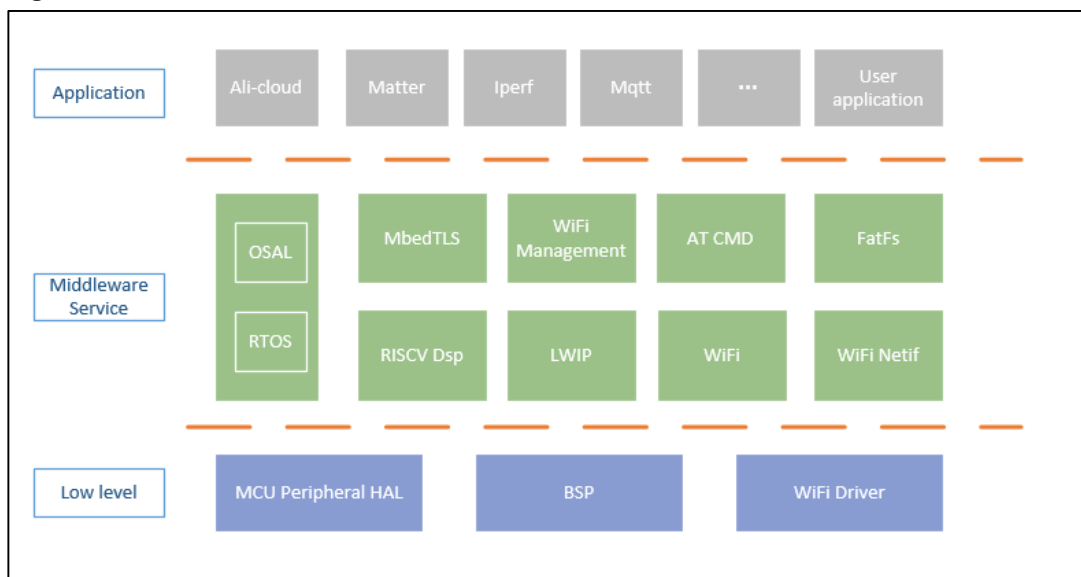 Application
Ali-cloud
Matter
Iperf
Mqtt
...
User
application
Middleware
Service
OSAL
RTOS
MbedTLS
WiFi
Management
AT CMD
FatFs
RISCV Dsp
LWIP
WiFi
WiFi Netif
Low level
MCU Peripheral HAL
BSP
WiFi Driver